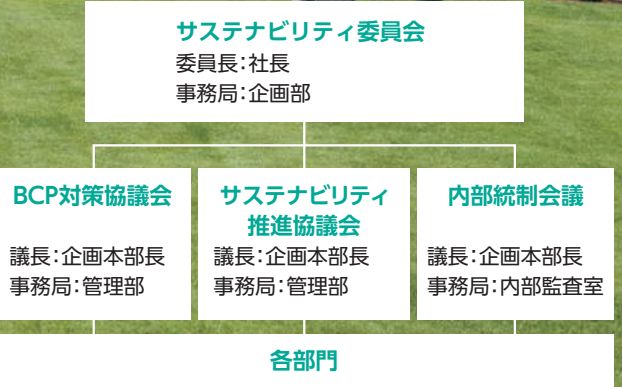 サステナビリティ委員会
委員長:社長
事務局:企画部
BCP対策協議会
議長:企画本部長
事務局:管理部
サステナビリティ
推進協議会
議長:企画本部長
事務局:管理部
内部統制会議
議長:企画本部長
事務局:内部監査室
各部門